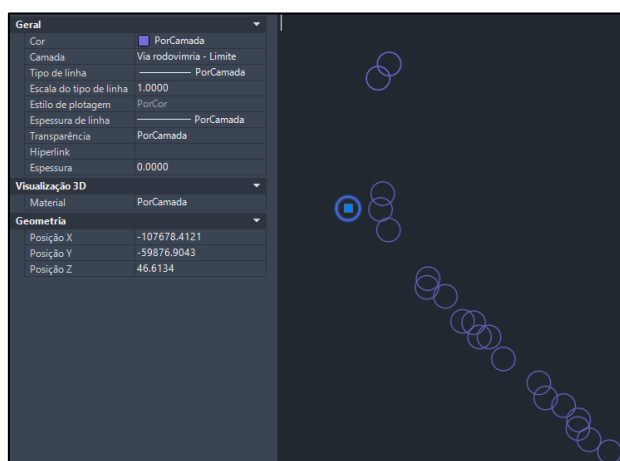 Geral
Cor PorCamada
Camada Via rodovimria - Limite
Tipo de linha PorCamada
Escala do tipo de linha 1.0000
Estilo de plotagem PorCor
Espessura de linha PorCamada
Transparência PorCamada
Hiperlink
Espessura 0.0000
Visualização 3D
Material PorCamada
Geometria
Posição X -107678.4121
Posição Y -59876.9043
Posição Z 46.6134